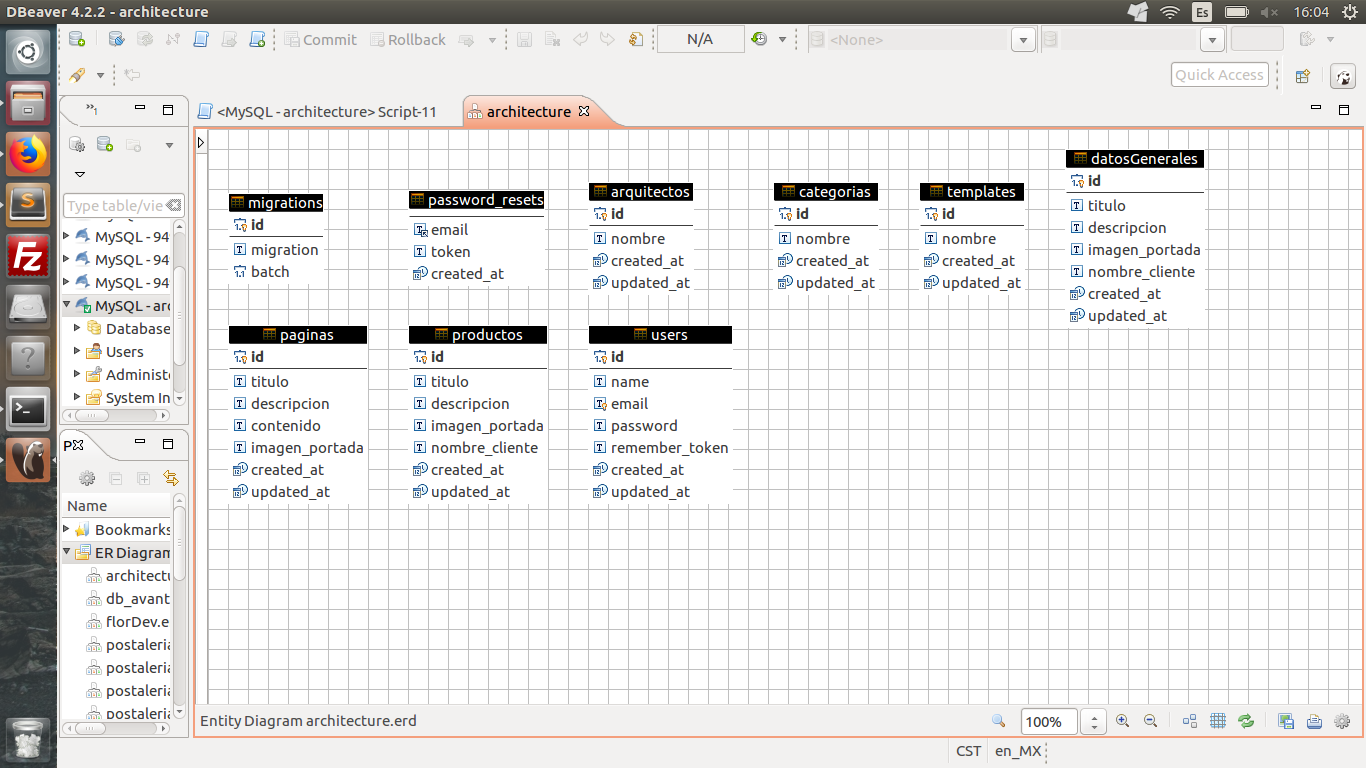 DBeaver 4.2.2 - architecture
Es
16:04
Commit
Rollback
N/A
<None>
Quick Access
»1
<MySQL - architecture> Script-11
architecture
Type table/vie
MySQL - 94
MySQL - 94
MySQL - 94
MySQL - arc
Database
Users
Administ
System In
P
Name
Bookmarks
ER Diagram
architectu
db_avant
florDev.e
postaleria
postaleria
postaleria
postaleria
migrations
id
migration
batch
password_resets
email
token
created_at
arquitectos
id
nombre
created_at
updated_at
categorias
id
nombre
created_at
updated_at
templates
id
nombre
created_at
updated_at
datosGenerales
id
titulo
descripcion
imagen_portada
nombre_cliente
created_at
updated_at
paginas
id
titulo
descripcion
contenido
imagen_portada
created_at
updated_at
productos
id
titulo
descripcion
imagen_portada
nombre_cliente
created_at
updated_at
users
id
name
email
password
remember_token
created_at
updated_at
Entity Diagram architecture.erd
100%
CST
en_MX